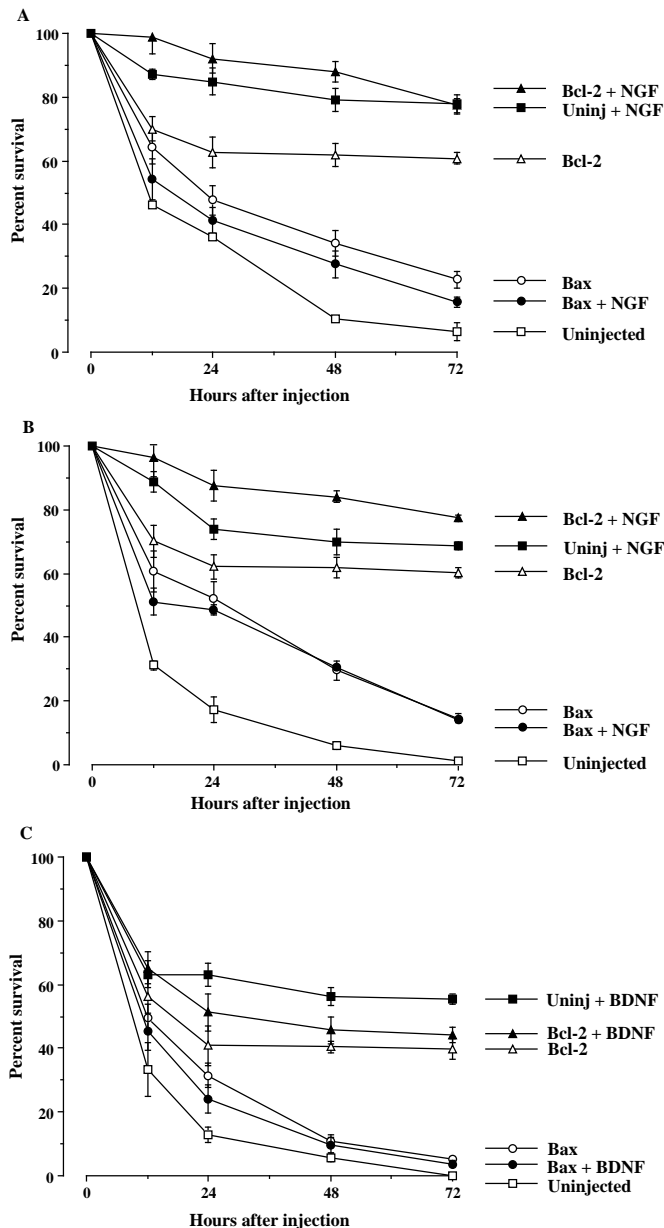 A
100
80
60
40
20
0
Percent survival
0
24
48
72
Hours after injection
Bcl-2 + NGF
Uninj + NGF
Bcl-2
Bax
Bax + NGF
Uninjected
B
100
80
60
40
20
0
Percent survival
0
24
48
72
Hours after injection
Bcl-2 + NGF
Uninj + NGF
Bcl-2
Bax
Bax + NGF
Uninjected
C
100
80
60
40
20
0
Percent survival
0
24
48
72
Hours after injection
Uninj + BDNF
Bcl-2 + BDNF
Bcl-2
Bax
Bax + BDNF
Uninjected